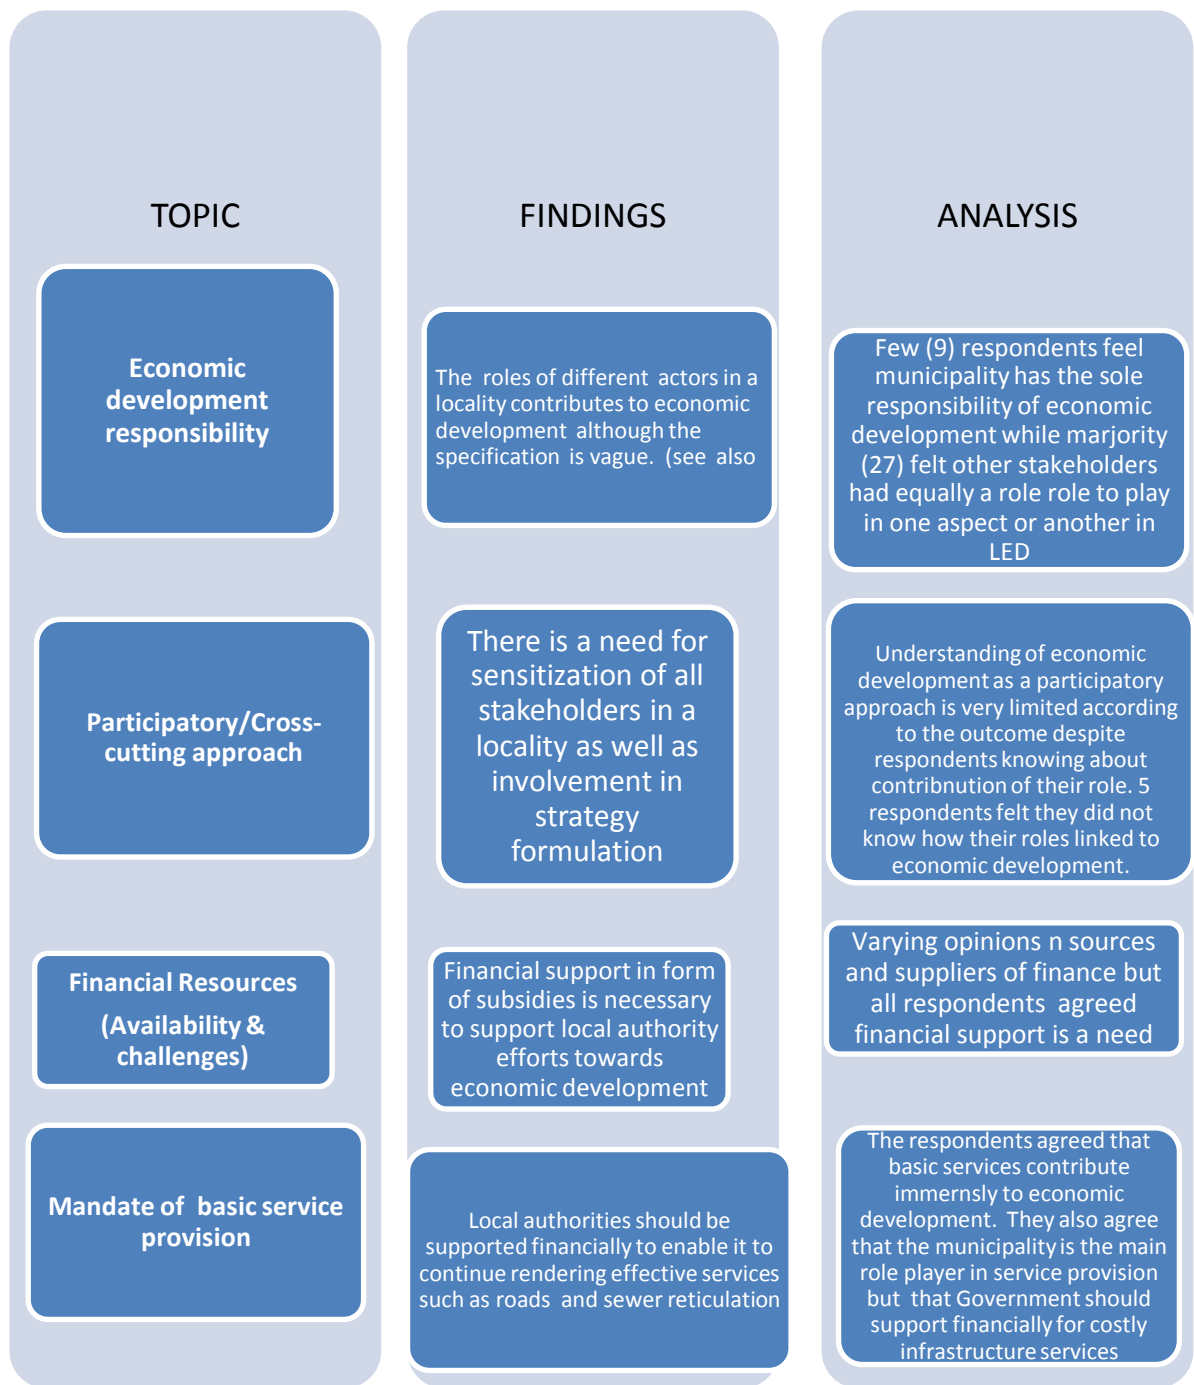 TOPIC
Economic
development
responsibility
Participatory/Cross-
cutting approach
Financial Resources
(Availability &
challenges)
Mandate of basic service
provision
FINDINGS
The roles of different actors in a
locality contributes to economic
development although the
specification is vague. (see also
There is a need for
sensitization of all
stakeholders in a
locality as well as
involvement in
strategy
formulation
Financial support in form
of subsidies is necessary
to support local authority
efforts towards
economic development
Local authorities should be
supported financially to enable it to
continue rendering effective services
such as roads and sewer reticulation
ANALYSIS
Few (9) respondents feel
municipality has the sole
responsibility of economic
development while marjority
(27) felt other stakeholders
had equally a role role to play
in one aspect or another in
LED
Understanding of economic
development as a participatory
approach is very limited according
to the outcome despite
respondents knowing about
contribnution of their role. 5
respondents felt they did not
know how their roles linked to
economic development.
Varying opinions n sources
and suppliers of finance but
all respondents agreed
financial support is a need
The respondents agreed that
basic services contribute
immernsly to economic
development. They also agree
that the municipality is the main
role player in service provision
but that Government should
support financially for costly
infrastructure services